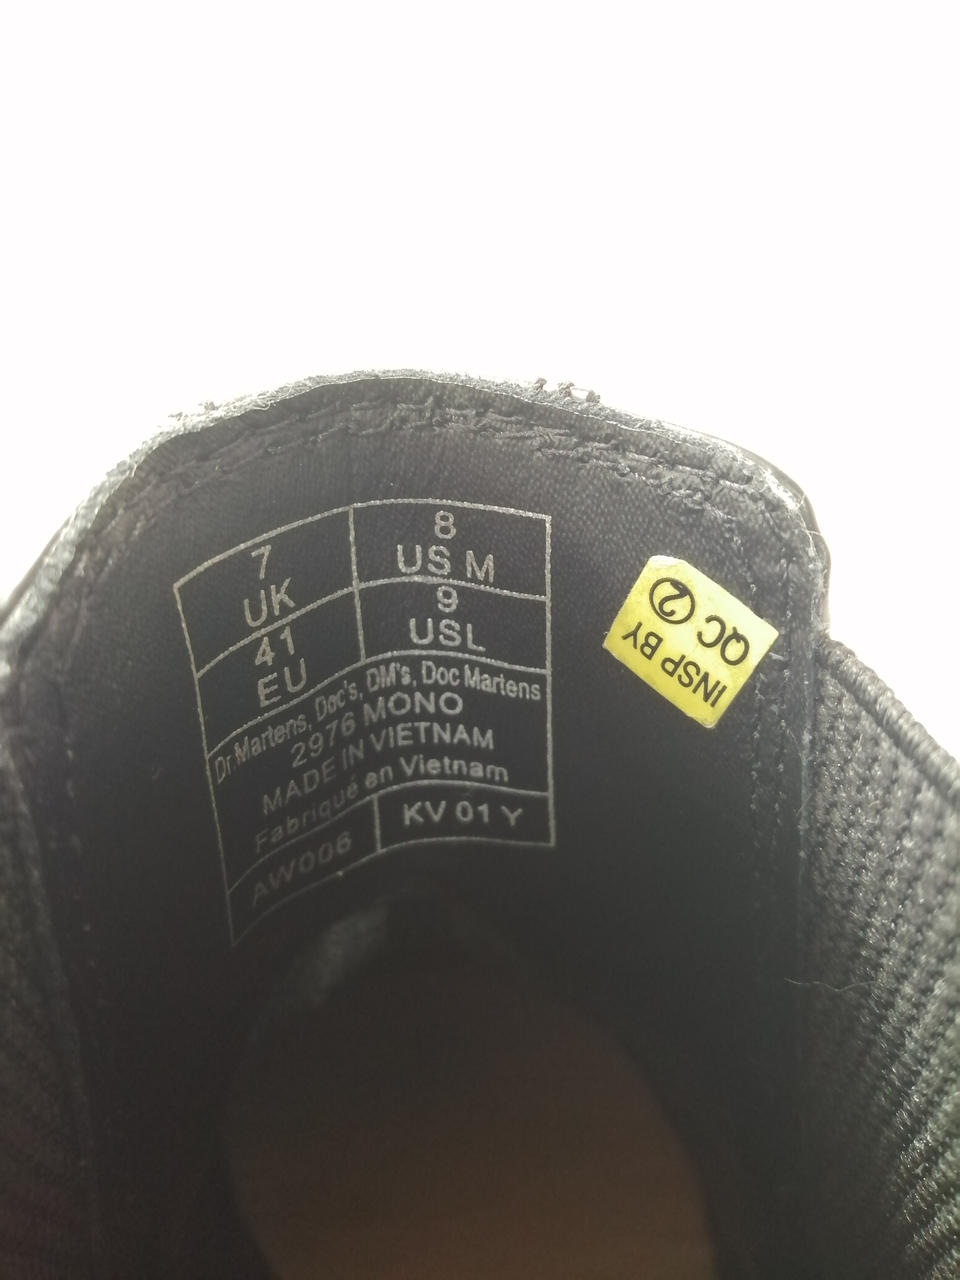 7
UK
8
US M
41
EU
9
USL
Dr.Martens, Doc's, DM's, Doc Martens
2976 MONO
MADE IN VIETNAM
Fabriqué en Vietnam
AW006
KV 01 Y
INSP BY
QC 2